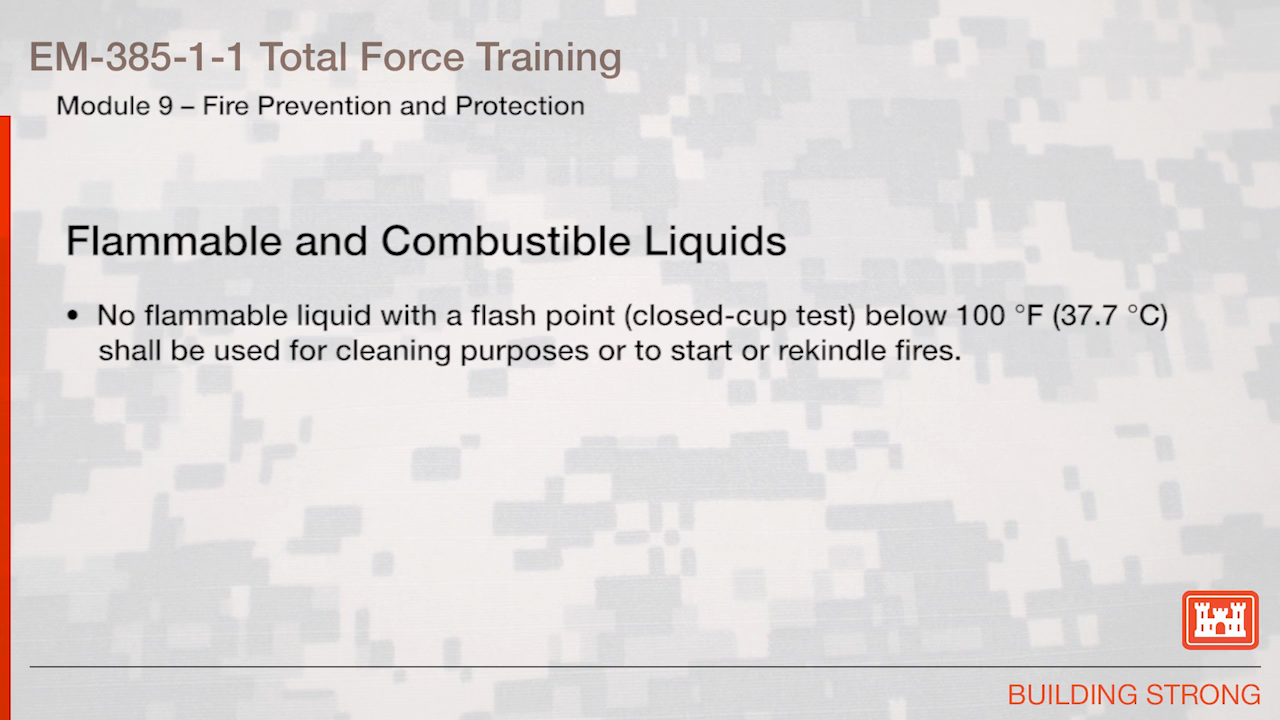 EM-385-1-1 Total Force Training
Module 9 – Fire Prevention and Protection
Flammable and Combustible Liquids
• No flammable liquid with a flash point (closed-cup test) below 100 °F (37.7 °C)
shall be used for cleaning purposes or to start or rekindle fires.
BUILDING STRONG